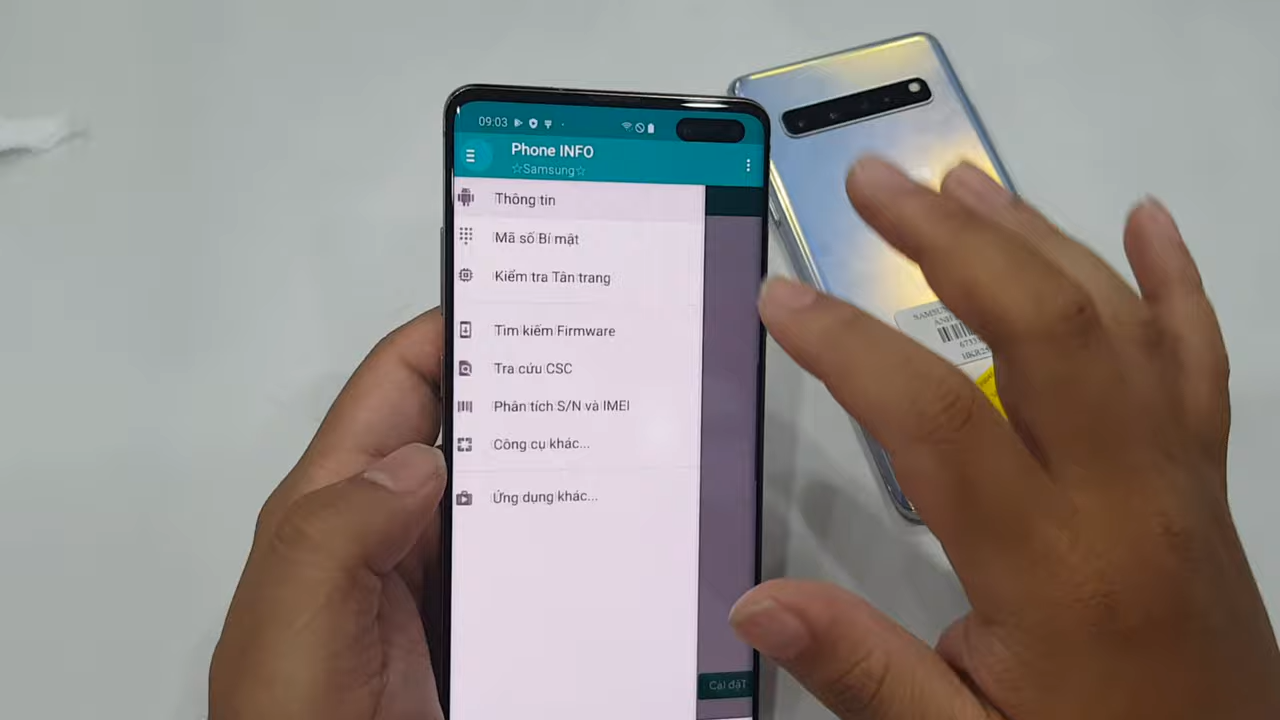 09:03
Phone INFO
☆Samsung☆
Thông tin
Mã số Bí mật
Kiểm tra Tân trang
Tìm kiếm Firmware
Tra cứu CSC
Phân tích S/N và IMEI
Công cụ khác...
Ứng dụng khác...
Cài đặT
SAMSUN